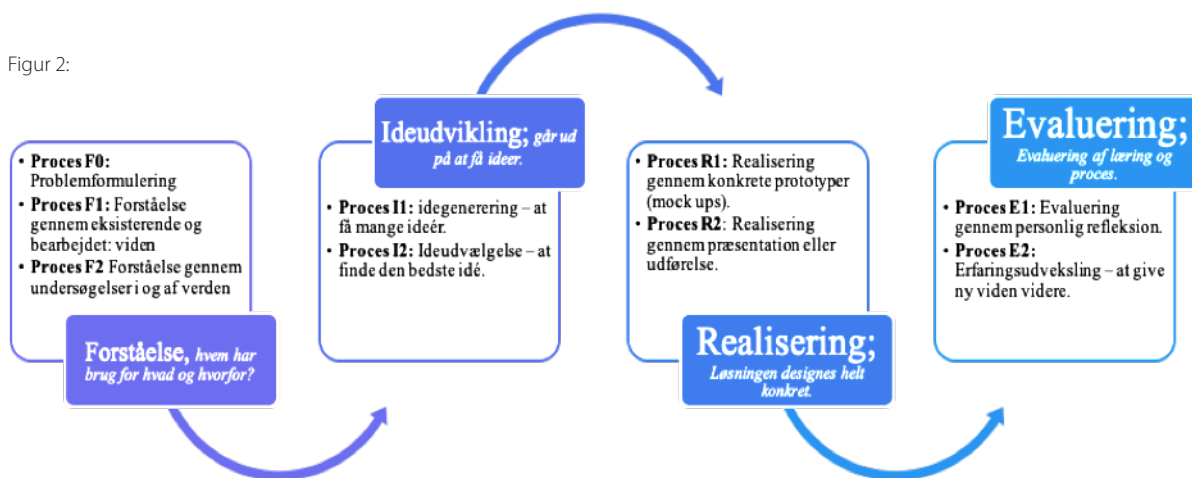 Figur 2:
• Proces F0:
Problemformulering
• Proces F1: Forståelse
gennem eksisterende og
bearbejdet: viden
• Proces F2 Forståelse gennem
undersøgelser i og af verden
Forståelse, hvem har
brug for hvad og hvorfor?
Ideudvikling; går ud
på at få ideer.
• Proces I1: idegenerering – at
få mange ideér.
• Proces I2: Ideudvælgelse – at
finde den bedste idé.
• Proces R1: Realisering
gennem konkrete prototyper
(mock ups).
• Proces R2: Realisering
gennem præsentation eller
udførelse.
Realisering;
Løsningen designes helt
konkret.
Evaluering;
Evaluering af læring og
proces.
• Proces E1: Evaluering
gennem personlig refleksion.
• Proces E2:
Erfaringsudveksling – at give
ny viden videre.